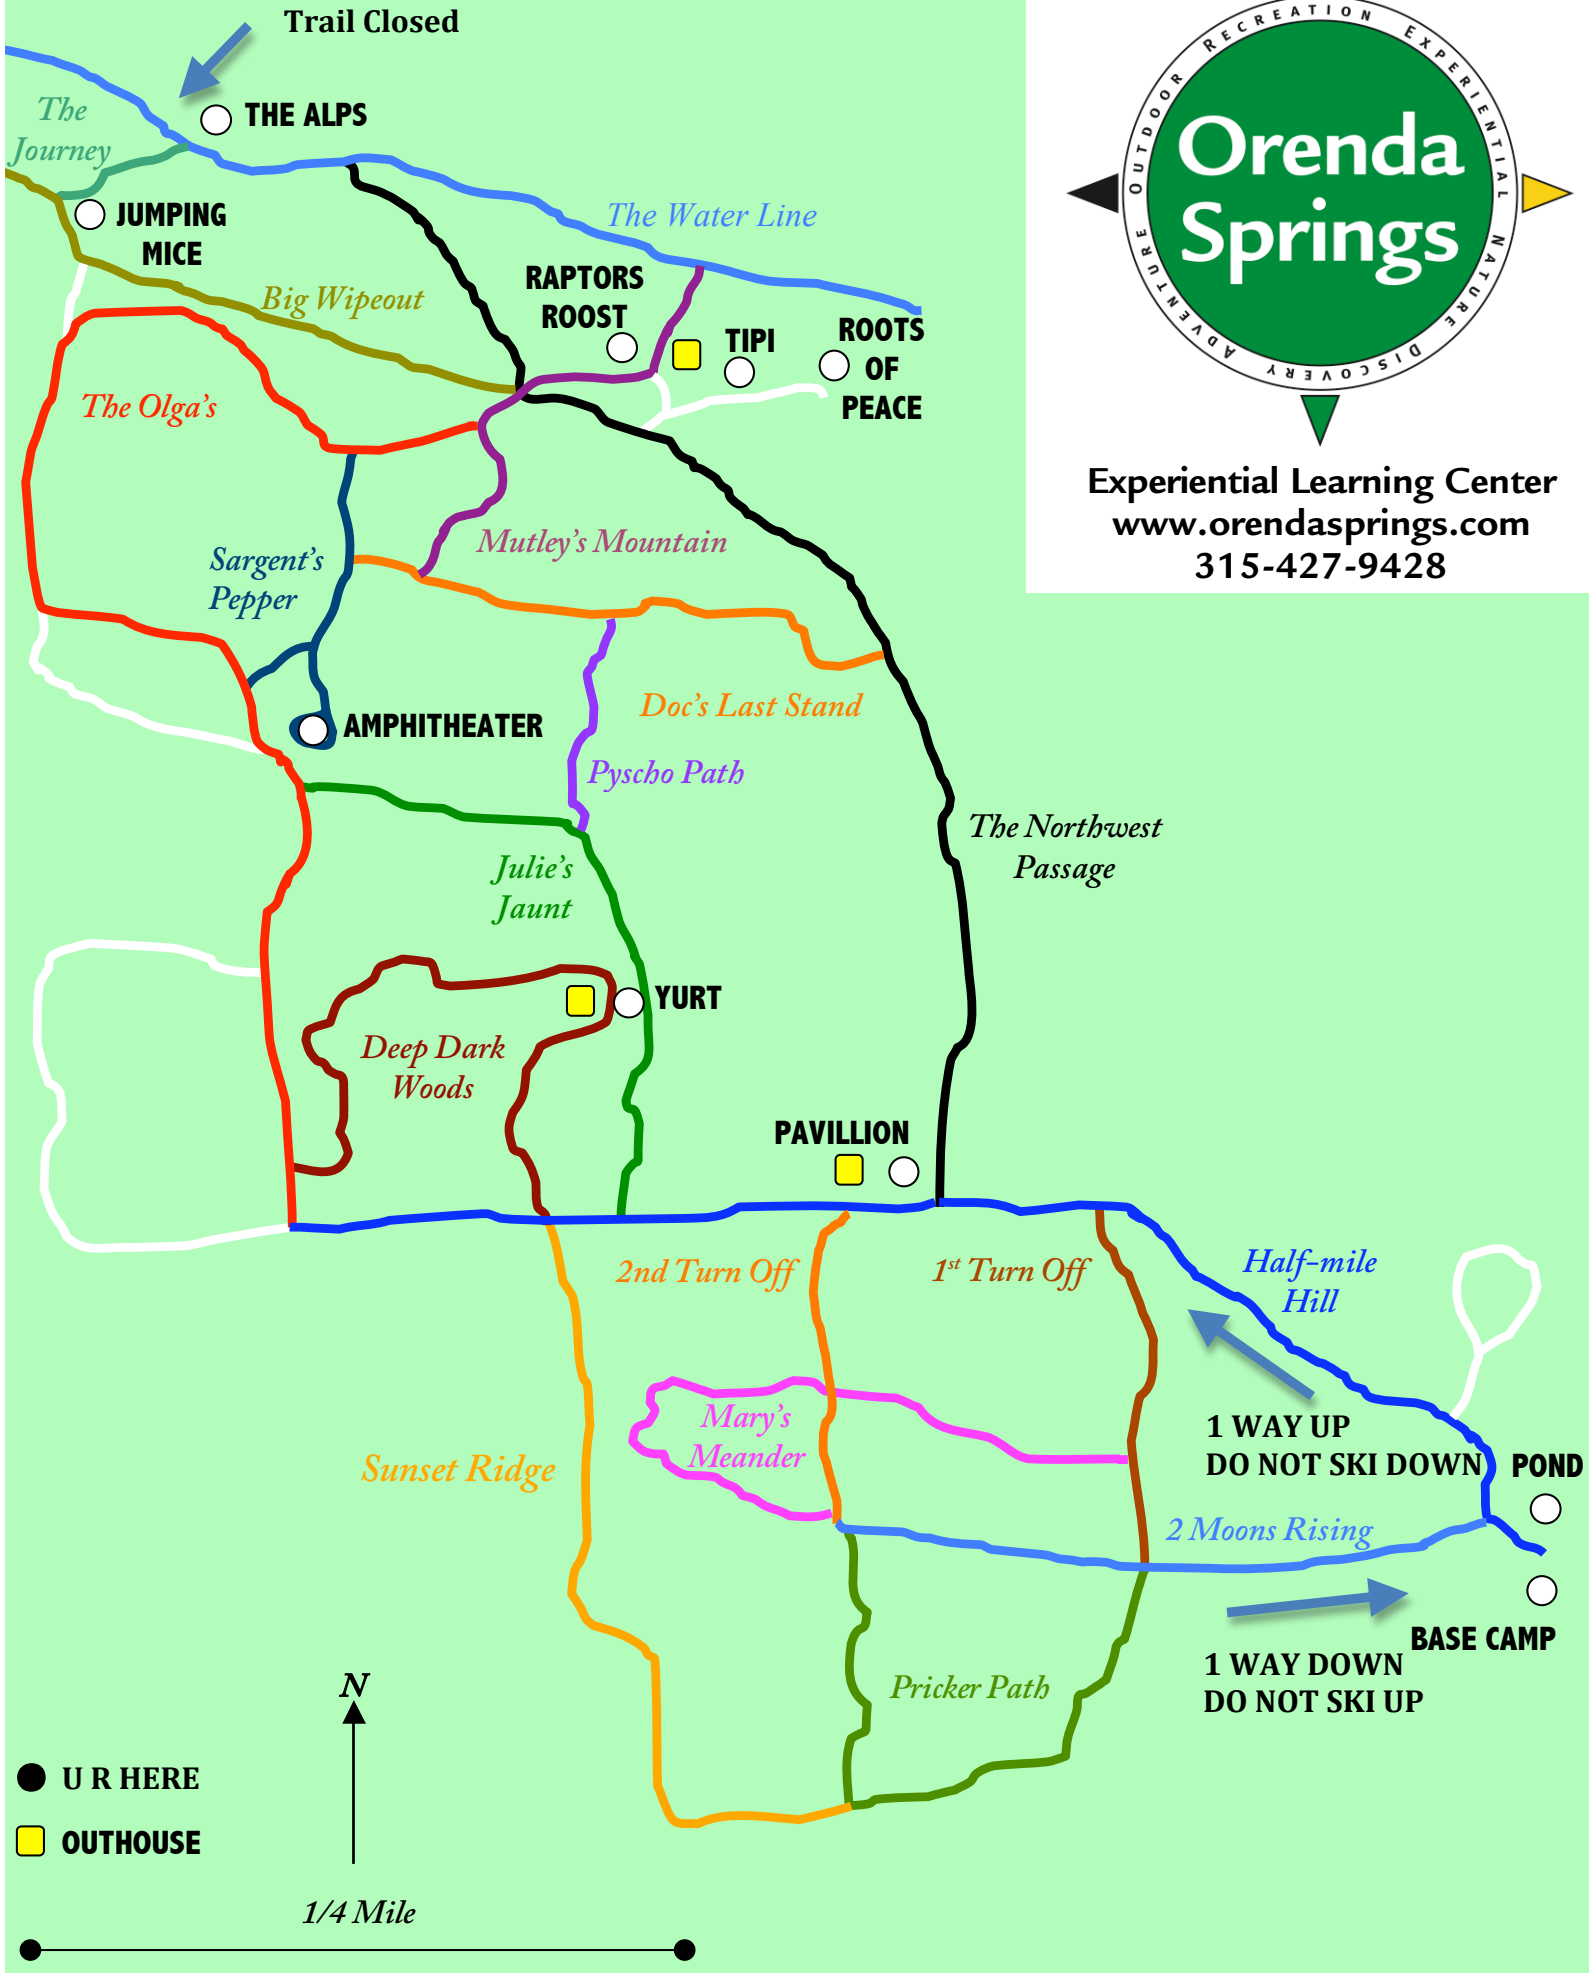 Trail Closed
THE ALPS
The
Journey
JUMPING
MICE
The Water Line
Big Wipeout
RAPTORS
ROOST
TIPI
ROOTS
OF
PEACE
The Olga's
Mutley's Mountain
Sargent's
Pepper
Doc's Last Stand
AMPHITHEATER
Pyscho Path
The Northwest
Passage
Julie's
Jaunt
YURT
Deep Dark
Woods
PAVILLION
2nd Turn Off
1st Turn Off
Half-mile
Hill
Mary's
Meander
1 WAY UP
DO NOT SKI DOWN
POND
Sunset Ridge
2 Moons Rising
BASE CAMP
1 WAY DOWN
DO NOT SKI UP
Pricker Path
N
U R HERE
OUTHOUSE
1/4 Mile
OUTDOOR RECREATION EXPERIENTIAL NATURE DISCOVERY ADVENTURE
Orenda
Springs
Experiential Learning Center
www.orendasprings.com
315-427-9428